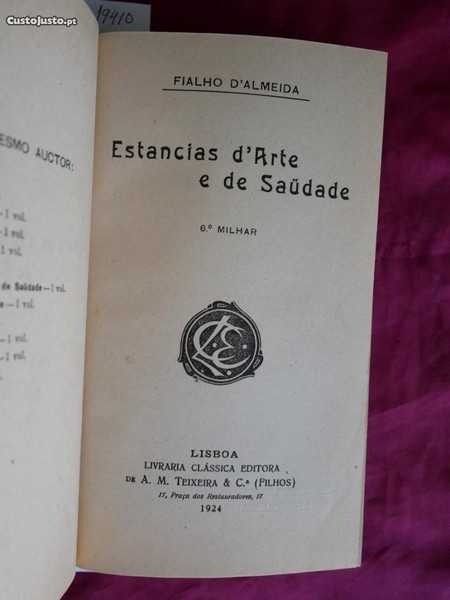 Custojusto.pt
19410
ESMO AUCTOR:
—1 vol.
—1 vol.
—1 vol.
de Saüdade—1 vol.
—1 vol.
—1 vol.
—1 vol.
FIALHO D'ALMEIDA
Estancias d'Arte
e de Saüdade
6.º MILHAR
LCE
LISBOA
LIVRARIA CLÁSSICA EDITORA
DE A. M. TEIXEIRA & C.ª (FILHOS)
17, Praça dos Restauradores, 17
1924